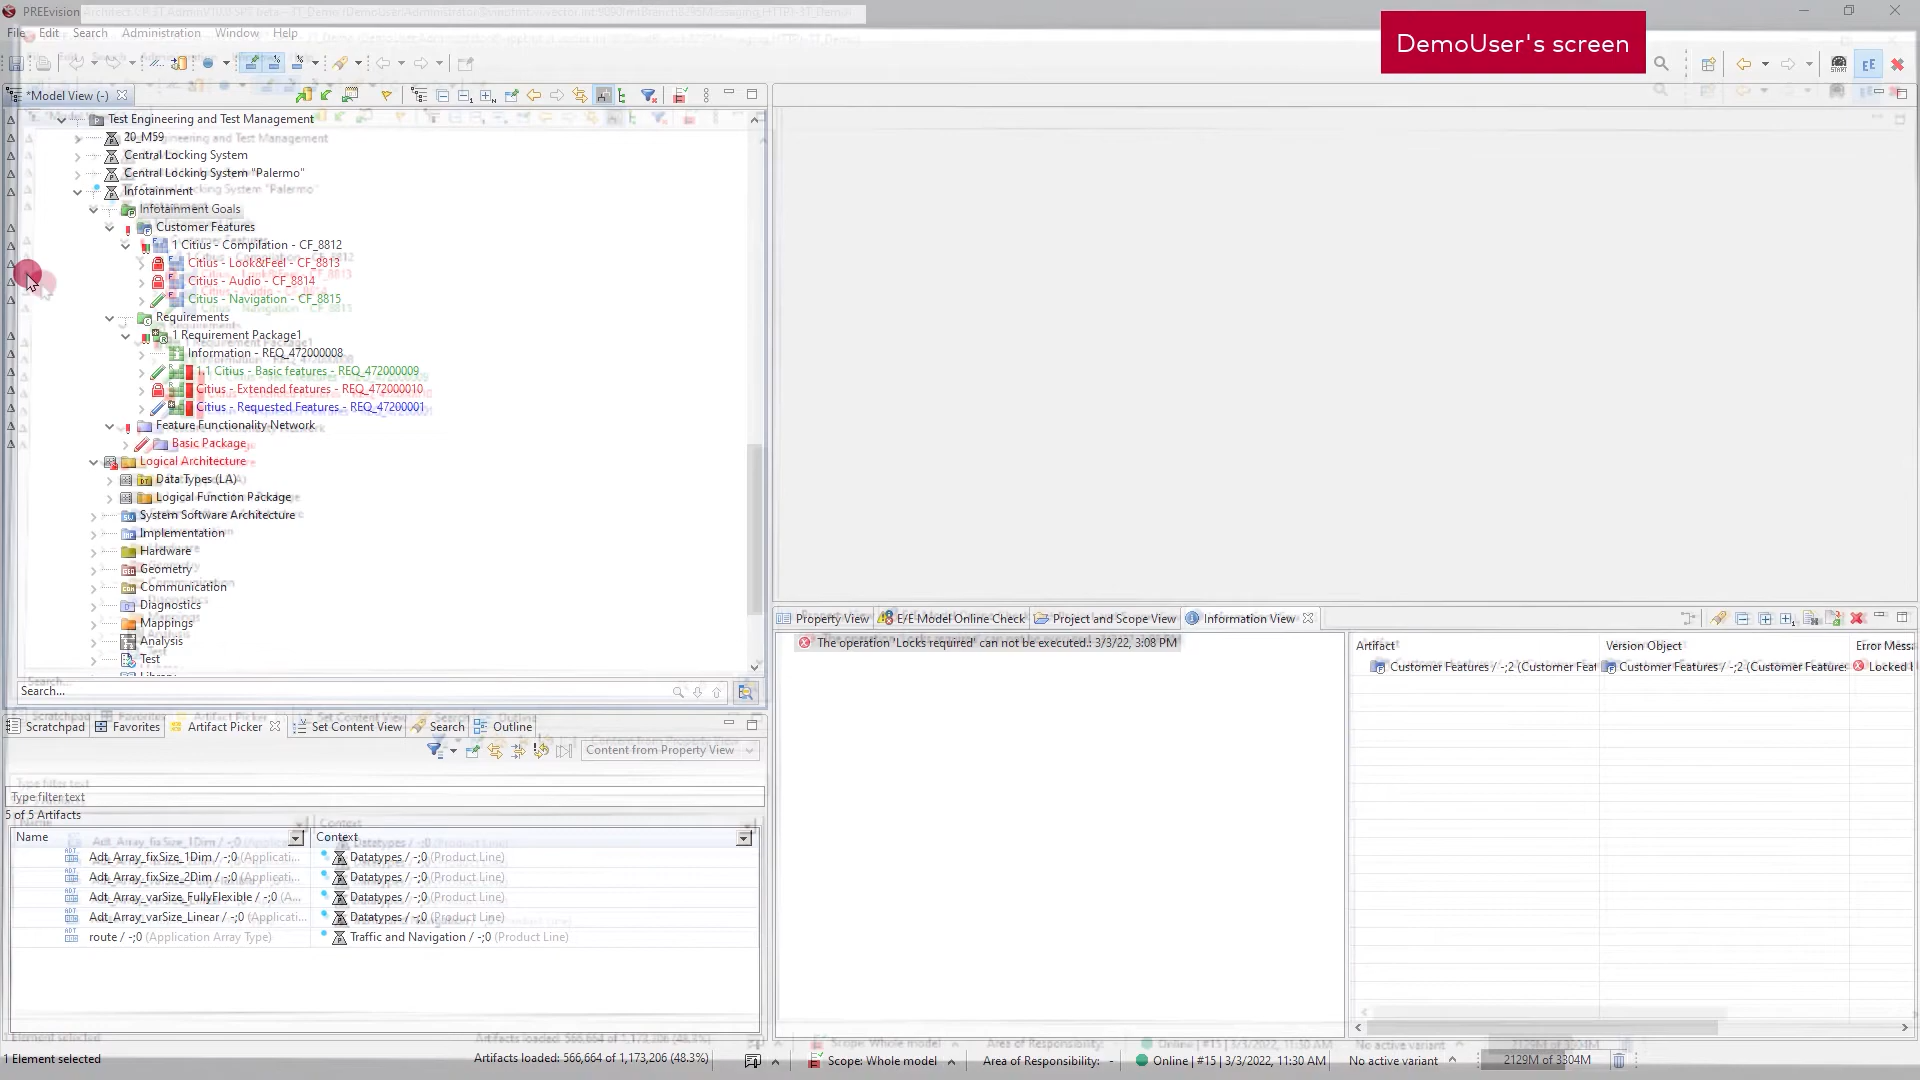 PREEvision
File Edit Search Administration Window Help
DemoUser's screen
START
*Model View (-)
Test Engineering and Test Management
20_M59
Central Locking System
Central Locking System "Palermo"
Infotainment
Infotainment Goals
Customer Features
1 Citius - Compilation - CF_8812
Citius - Look&Feel - CF_8813
Citius - Audio - CF_8814
Citius - Navigation - CF_8815
Requirements
1 Requirement Package1
Information - REQ_472000008
1.1 Citius - Basic features - REQ_472000009
Citius - Extended features - REQ_472000010
Citius - Requested Features - REQ_47200001
Feature Functionality Network
Basic Package
Logical Architecture
Data Types (LA)
Logical Function Package
System Software Architecture
Implementation
Hardware
Geometry
Communication
Diagnostics
Mappings
Analysis
Test
Search...
Property View E/E Model Online Check Project and Scope View Information View
The operation 'Locks required' can not be executed.: 3/3/22, 3:08 PM
Artifact Version Object Error Mess
Customer Features / -;2 (Customer Feat Customer Features / -;2 (Customer Features Locked
Scratchpad Favorites Artifact Picker Set Content View Search Outline
Content from Property View
Type filter text
5 of 5 Artifacts
Name Context
Adt_Array_fixSize_1Dim / -;0 (Applicati... Datatypes / -;0 (Product Line)
Adt_Array_fixSize_2Dim / -;0 (Applicati... Datatypes / -;0 (Product Line)
Adt_Array_varSize_FullyFlexible / -;0 (A... Datatypes / -;0 (Product Line)
Adt_Array_varSize_Linear / -;0 (Applicati... Datatypes / -;0 (Product Line)
route / -;0 (Application Array Type) Traffic and Navigation / -;0 (Product Line)
1 Element selected Artifacts loaded: 566,664 of 1,173,206 (48.3%) Scope: Whole model Area of Responsibility: - Online | #15 | 3/3/2022, 11:30 AM No active variant 2129M of 3304M